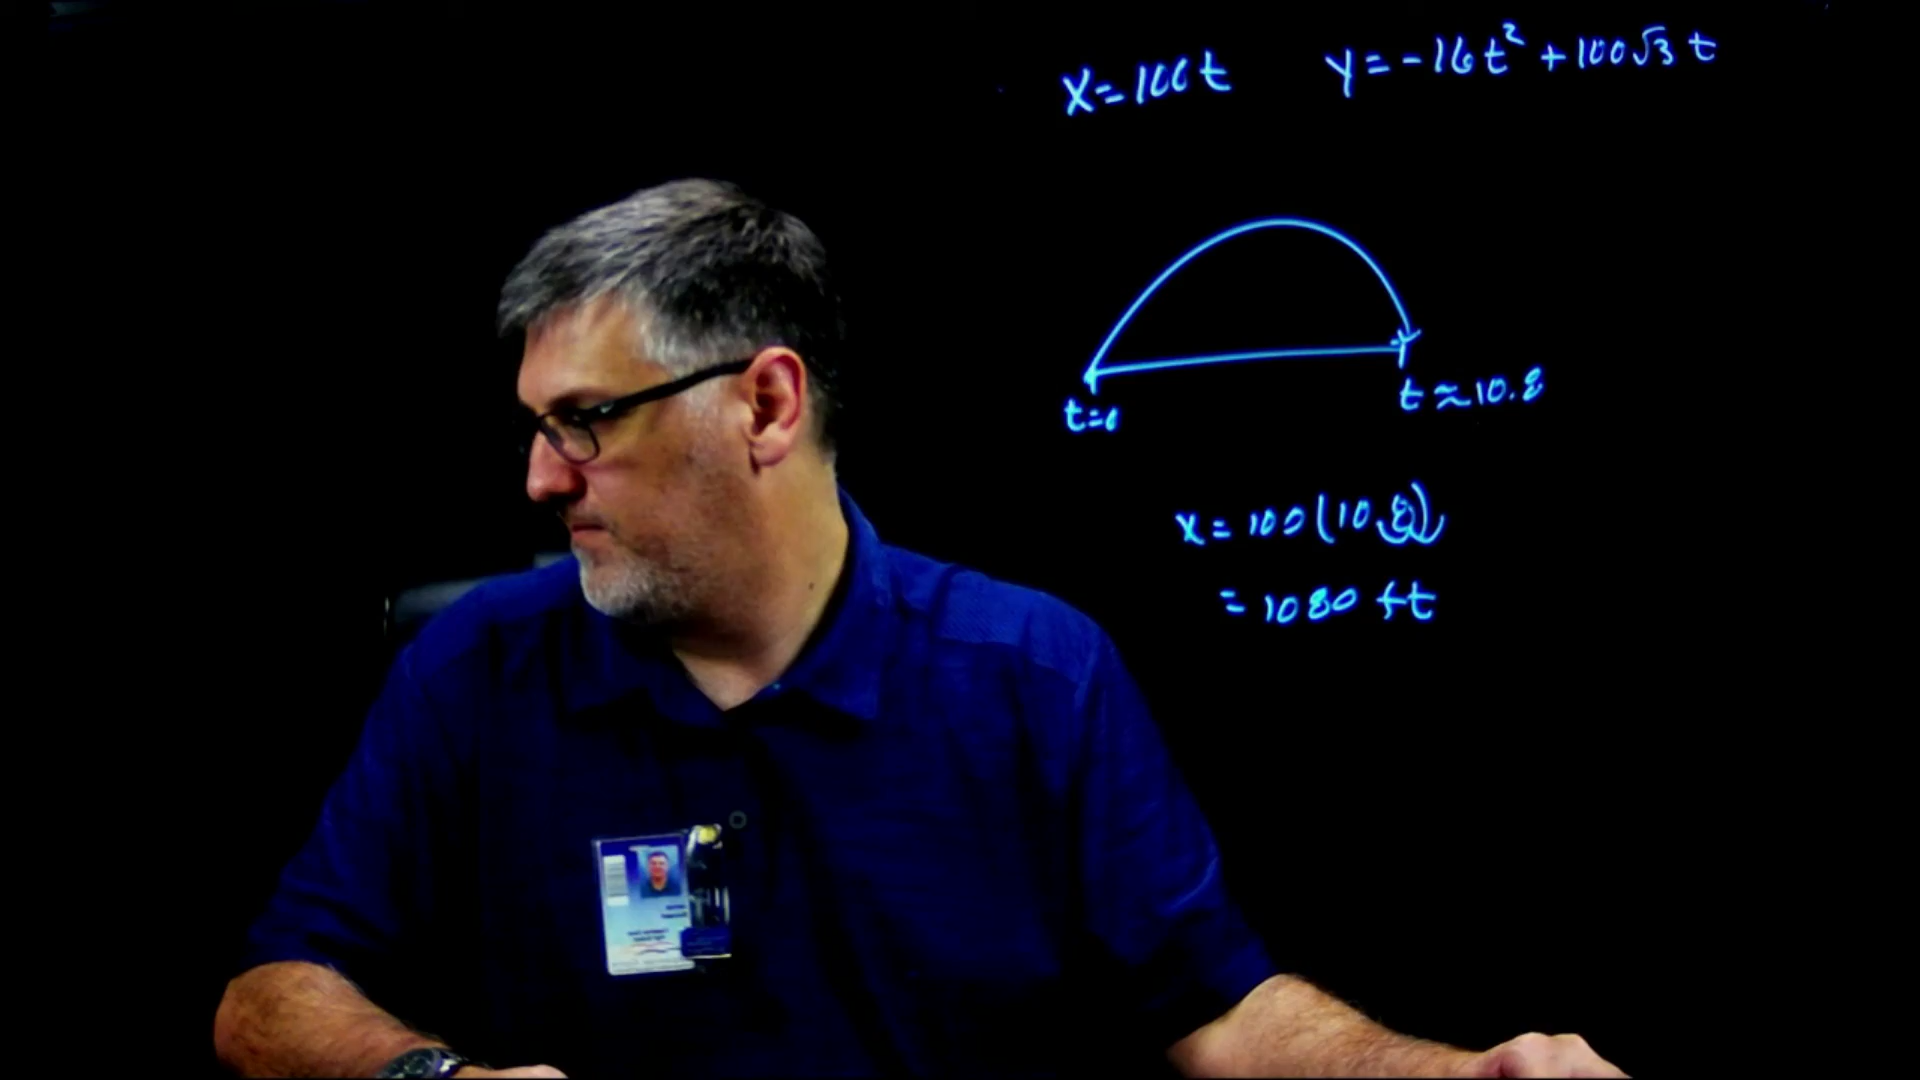 x=100t y=-16t²+100√3 t
t=0
t≈10.8
x=100(10.8)
=1080 ft